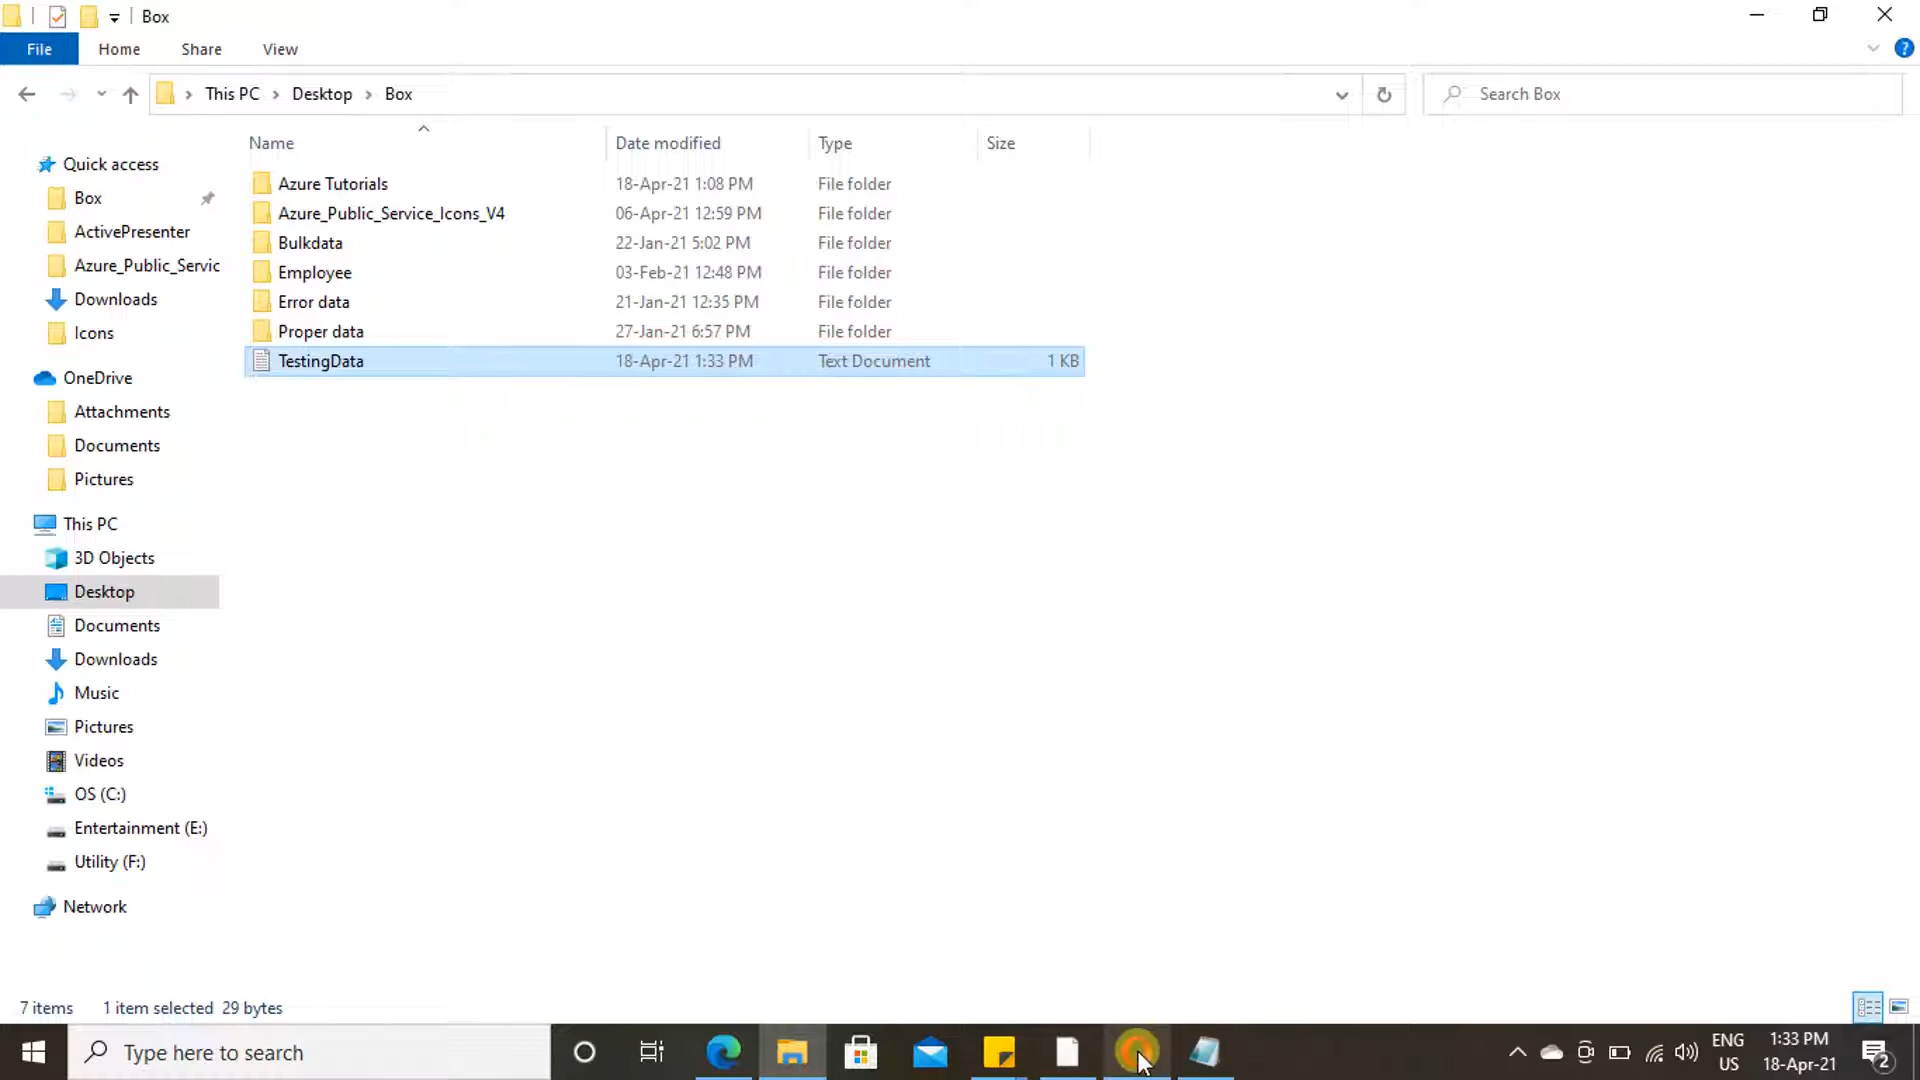 Box
File Home Share View
This PC Desktop Box
Search Box
Name Date modified Type Size
Quick access
Box
ActivePresenter
Azure_Public_Servic
Downloads
Icons
OneDrive
Attachments
Documents
Pictures
This PC
3D Objects
Desktop
Documents
Downloads
Music
Pictures
Videos
OS (C:)
Entertainment (E:)
Utility (F:)
Network
Azure Tutorials 18-Apr-21 1:08 PM File folder
Azure_Public_Service_Icons_V4 06-Apr-21 12:59 PM File folder
Bulkdata 22-Jan-21 5:02 PM File folder
Employee 03-Feb-21 12:48 PM File folder
Error data 21-Jan-21 12:35 PM File folder
Proper data 27-Jan-21 6:57 PM File folder
TestingData 18-Apr-21 1:33 PM Text Document 1 KB
7 items 1 item selected 29 bytes
Type here to search
ENG
US
1:33 PM
18-Apr-21
2